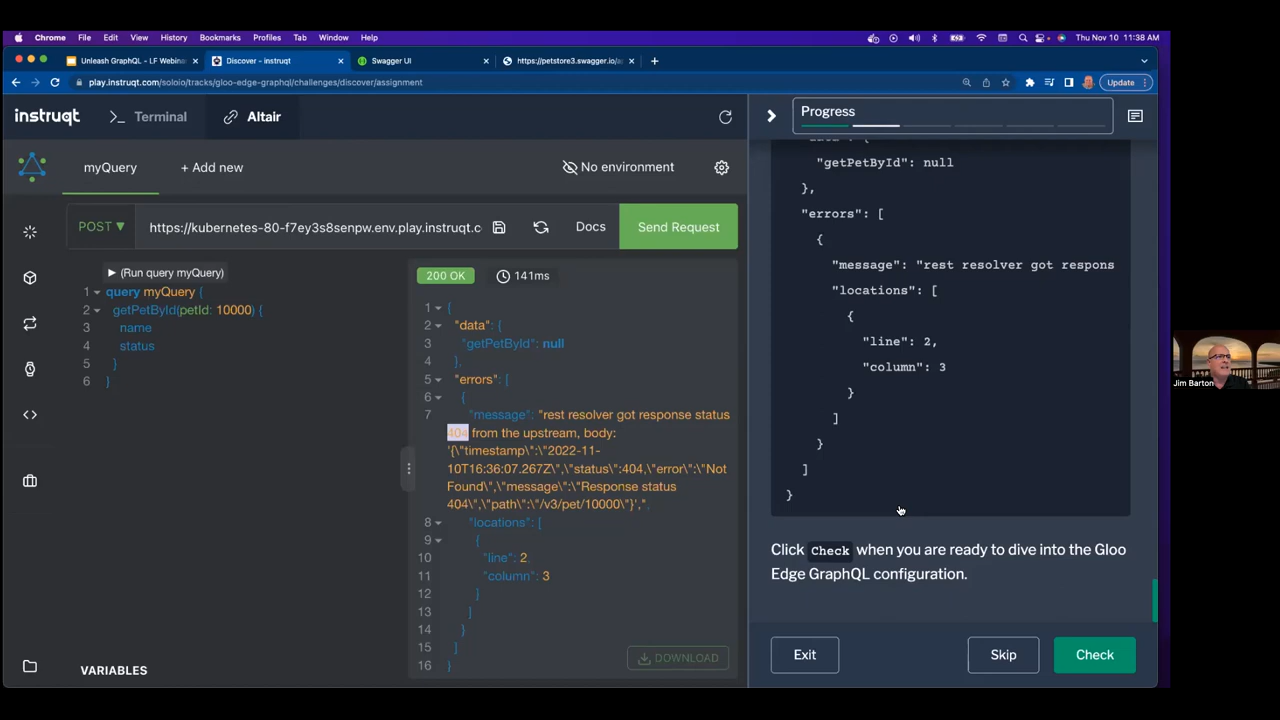 Chrome File Edit View History Bookmarks Profiles Tab Window Help Thu Nov 10 11:38 AM
Unleash GraphQL - LF Webinar Discover - instruqt Swagger UI https://petstore3.swagger.io/a
play.instruqt.com/soloio/tracks/gloo-edge-graphql/challenges/discover/assignment Update
instruqt Terminal Altair
Progress
myQuery + Add new No environment
POST https://kubernetes-80-f7ey3s8senpw.env.play.instruqt.c Docs Send Request
(Run query myQuery)
1 query myQuery {
2 getPetById(petId: 10000) {
3 name
4 status
5 }
6 }
VARIABLES
200 OK 141ms
1 {
2 "data": {
3 "getPetById": null
4 },
5 "errors": [
6 {
7 "message": "rest resolver got response status
404 from the upstream, body:
'{\"timestamp\":\"2022-11-
10T16:36:07.267Z\",\"status\":404,\"error\":\"Not
Found\",\"message\":\"Response status
404\",\"path\":\"/v3/pet/10000\"}'",
8 "locations": [
9 {
10 "line": 2,
11 "column": 3
12 }
13 ]
14 }
15 ]
16 }
DOWNLOAD
"getPetById": null
},
"errors": [
{
"message": "rest resolver got respons
"locations": [
{
"line": 2,
"column": 3
}
]
}
]
}
Click Check when you are ready to dive into the Gloo
Edge GraphQL configuration.
Exit Skip Check
Jim Barton